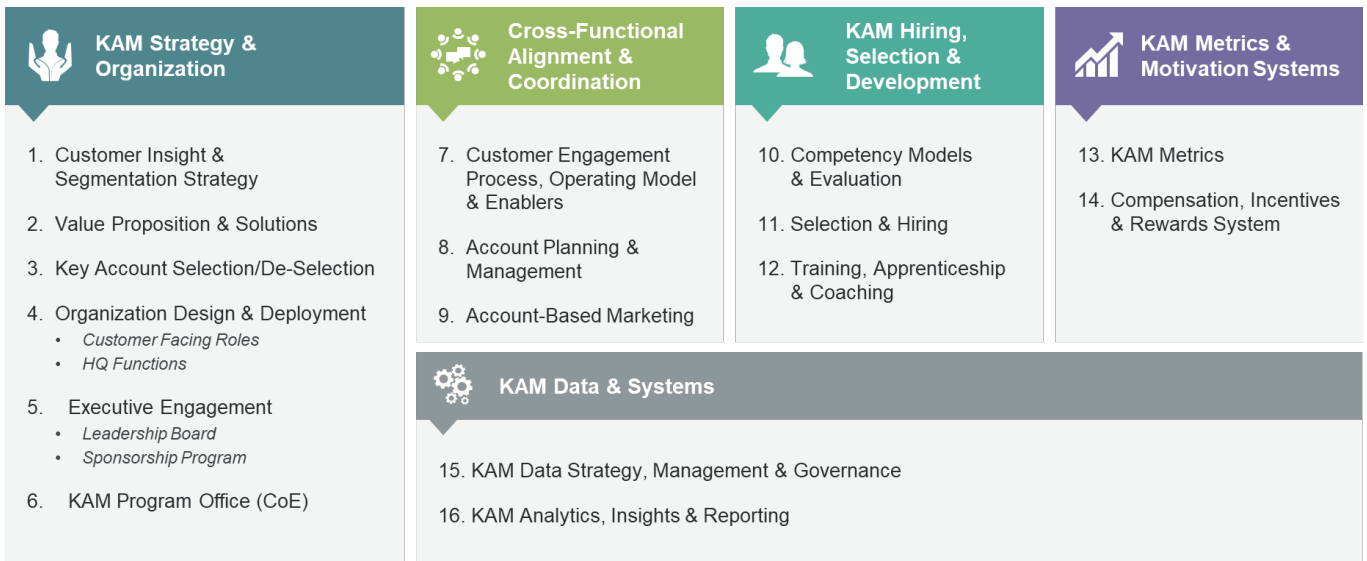 KAM Strategy &
Organization
1. Customer Insight &
Segmentation Strategy
2. Value Proposition & Solutions
3. Key Account Selection/De-Selection
4. Organization Design & Deployment
• Customer Facing Roles
• HQ Functions
5. Executive Engagement
• Leadership Board
• Sponsorship Program
6. KAM Program Office (CoE)
Cross-Functional
Alignment &
Coordination
7. Customer Engagement
Process, Operating Model
& Enablers
8. Account Planning &
Management
9. Account-Based Marketing
KAM Hiring,
Selection &
Development
10. Competency Models
& Evaluation
11. Selection & Hiring
12. Training, Apprenticeship
& Coaching
KAM Metrics &
Motivation Systems
13. KAM Metrics
14. Compensation, Incentives
& Rewards System
KAM Data & Systems
15. KAM Data Strategy, Management & Governance
16. KAM Analytics, Insights & Reporting